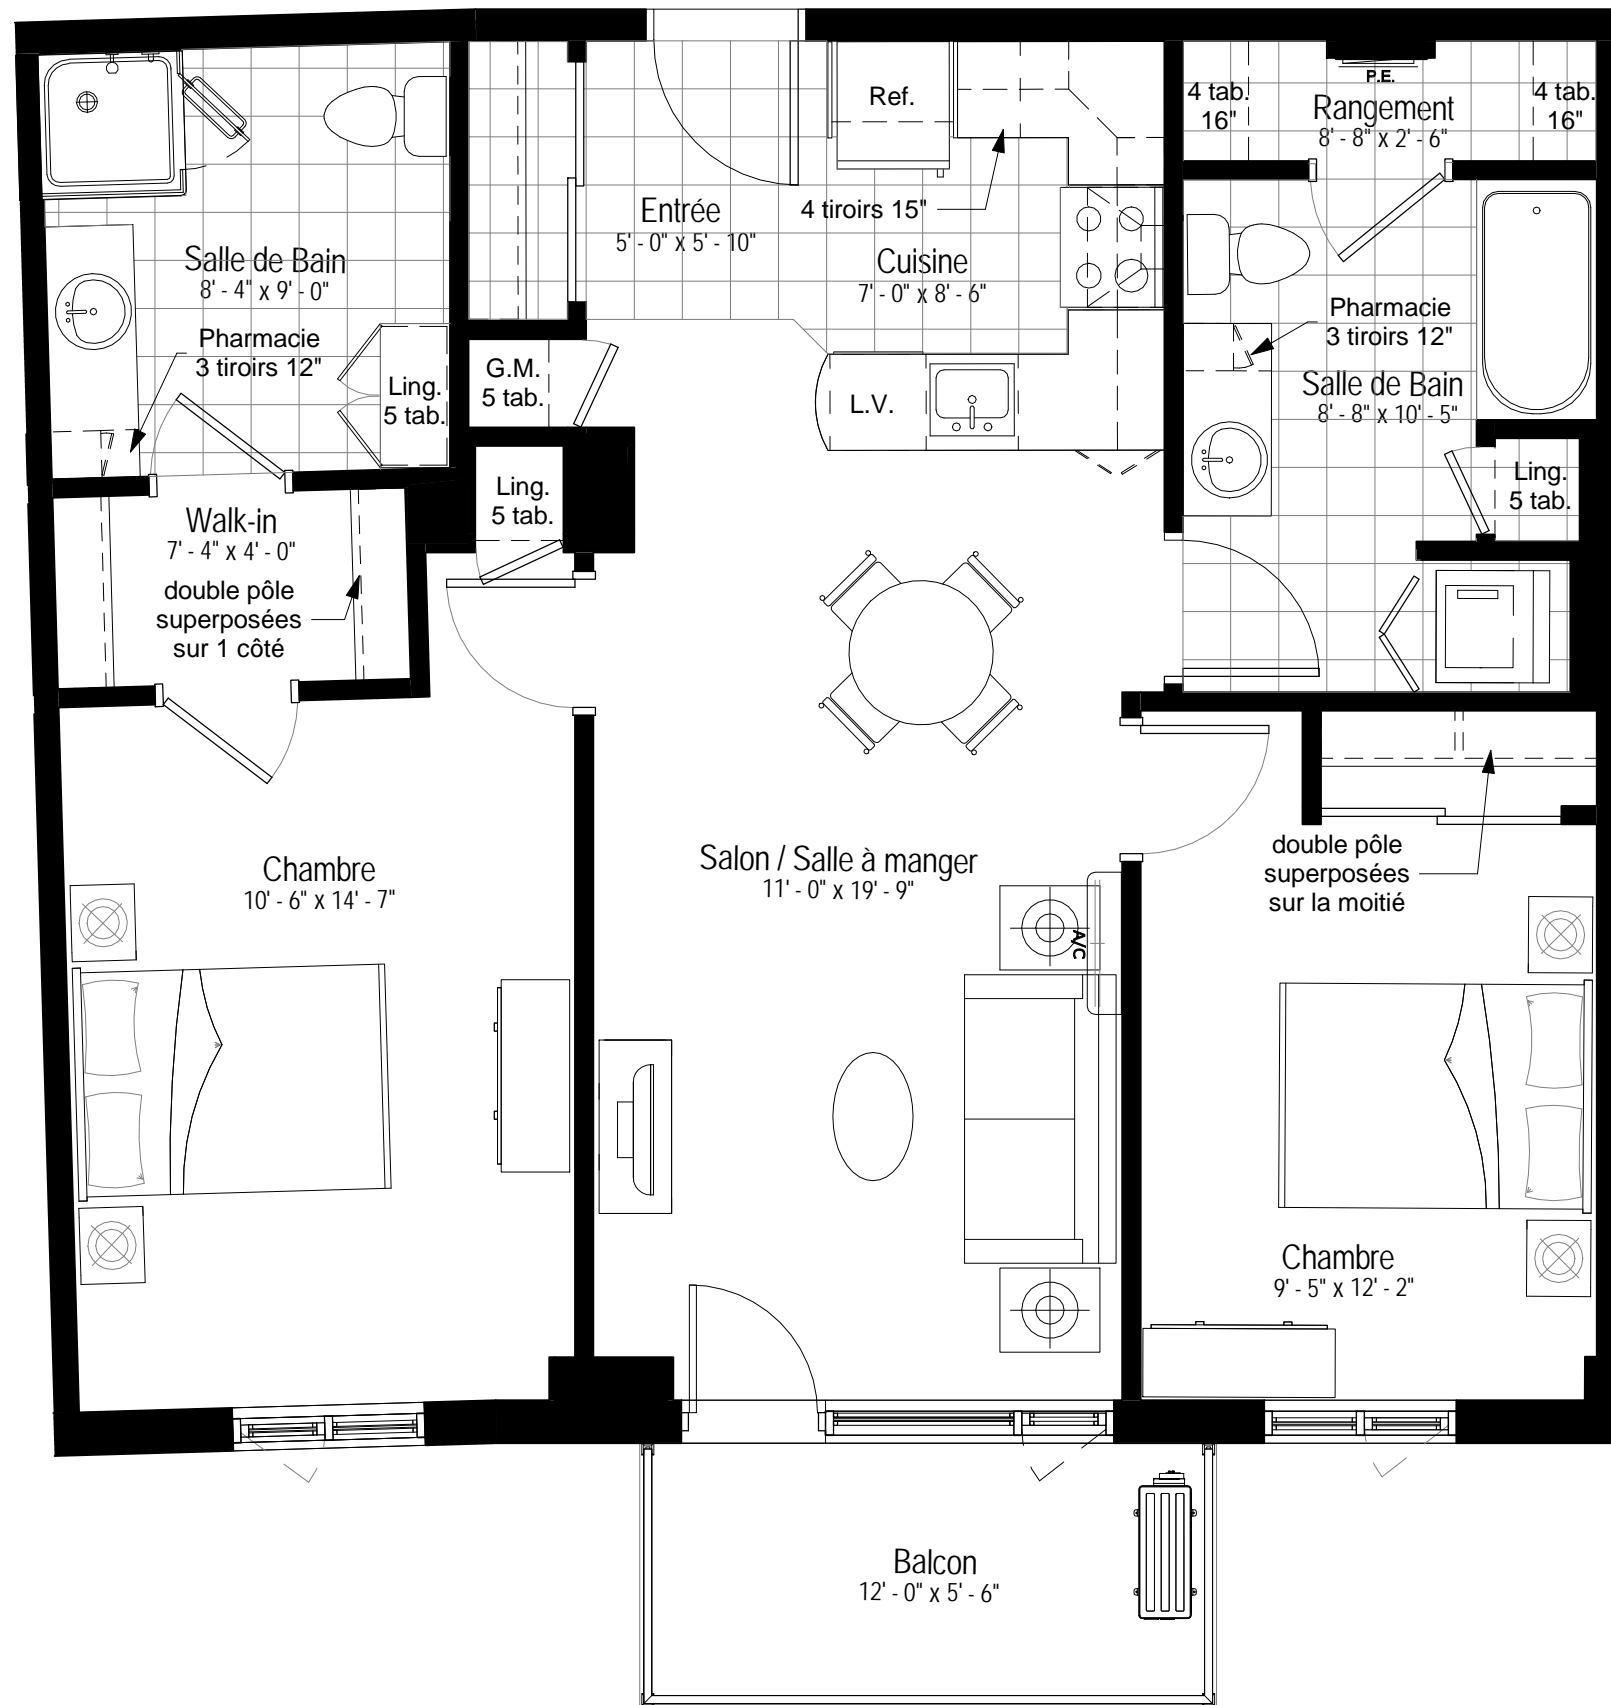 P.E.
4 tab.
16"
Rangement
8' - 8" x 2' - 6"
4 tab.
16"
Ref.
4 tiroirs 15"
Entrée
5' - 0" x 5' - 10"
Cuisine
7' - 0" x 8' - 6"
Salle de Bain
8' - 4" x 9' - 0"
Pharmacie
3 tiroirs 12"
Ling.
5 tab.
G.M.
5 tab.
L.V.
Pharmacie
3 tiroirs 12"
Salle de Bain
8' - 8" x 10' - 5"
Ling.
5 tab.
Ling.
5 tab.
Walk-in
7' - 4" x 4' - 0"
double pôle
superposées
sur 1 côté
Salon / Salle à manger
11' - 0" x 19' - 9"
A/C
Chambre
10' - 6" x 14' - 7"
double pôle
superposées
sur la moitié
Chambre
9' - 5" x 12' - 2"
Balcon
12' - 0" x 5' - 6"